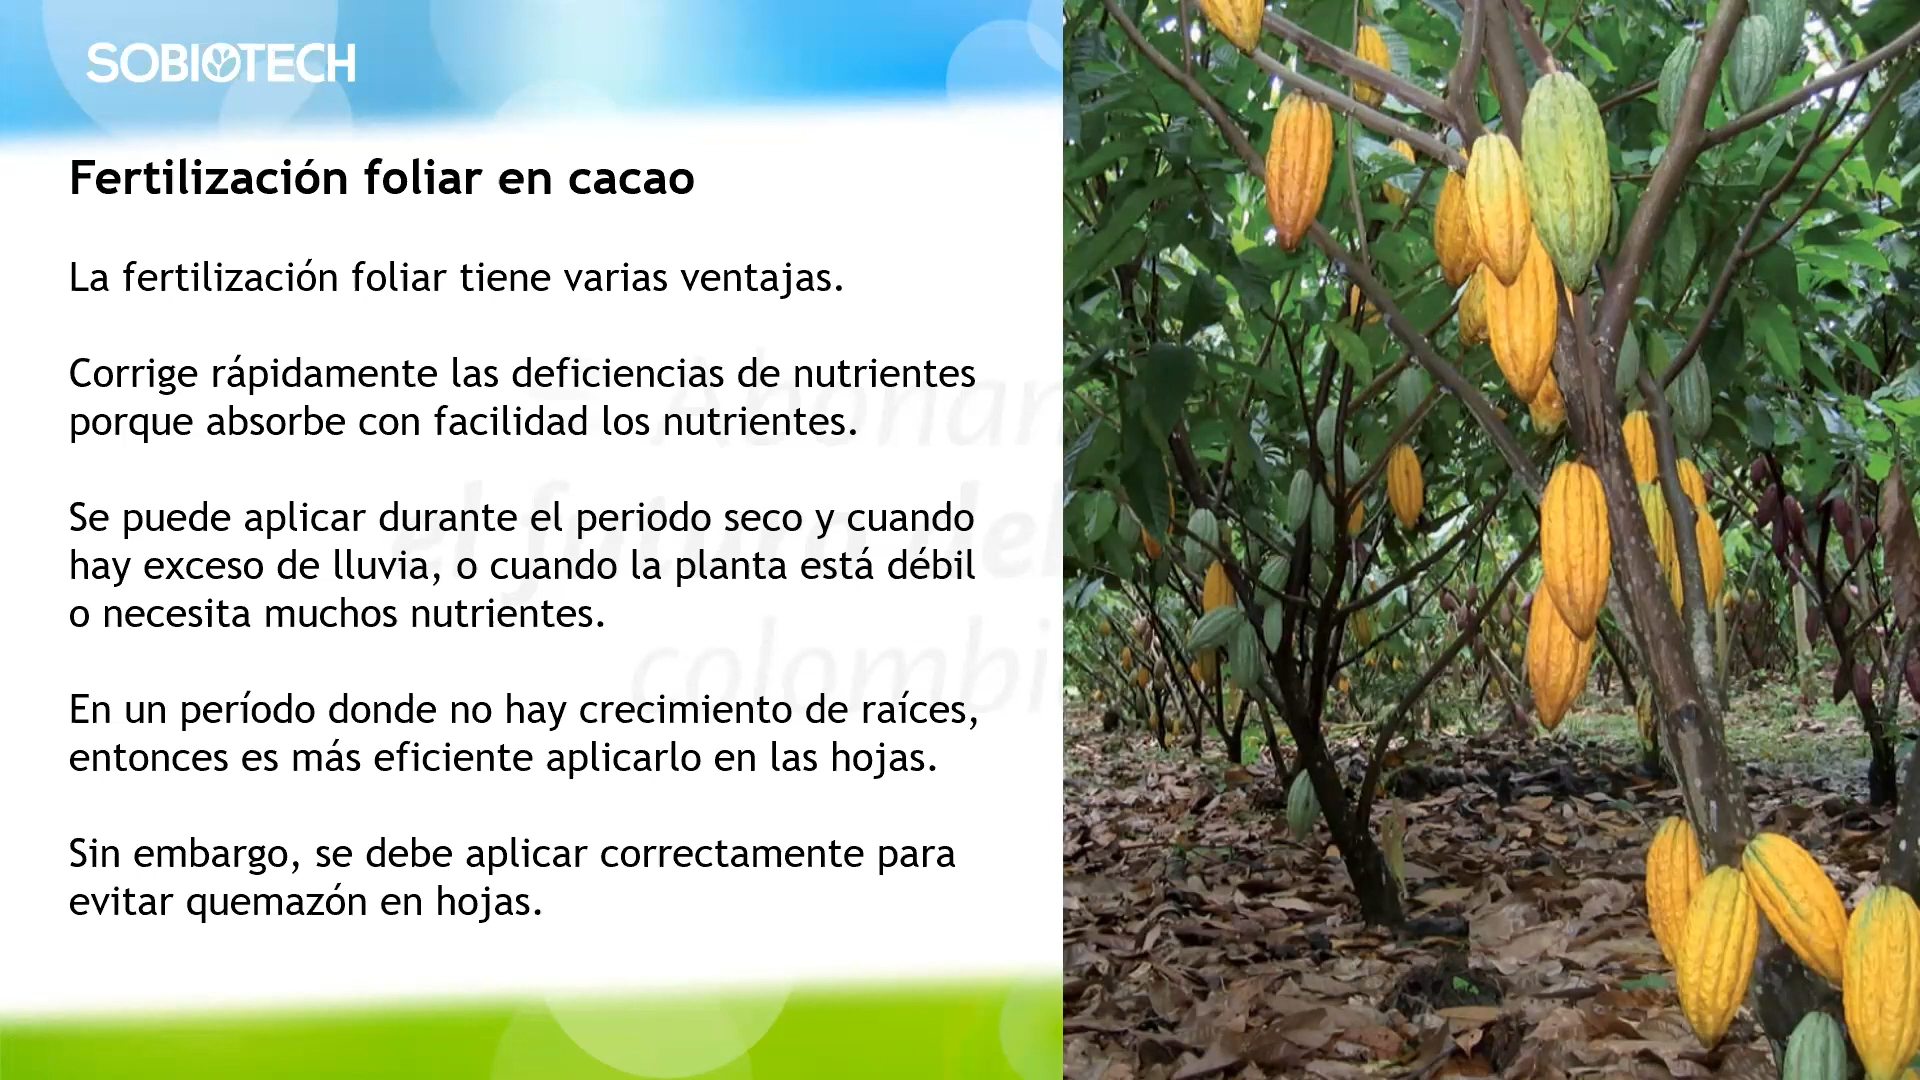 SOBIOTECH
Fertilización foliar en cacao
La fertilización foliar tiene varias ventajas.
Corrige rápidamente las deficiencias de nutrientes
porque absorbe con facilidad los nutrientes.
Se puede aplicar durante el periodo seco y cuando
hay exceso de lluvia, o cuando la planta está débil
o necesita muchos nutrientes.
En un período donde no hay crecimiento de raíces,
entonces es más eficiente aplicarlo en las hojas.
Sin embargo, se debe aplicar correctamente para
evitar quemazón en hojas.